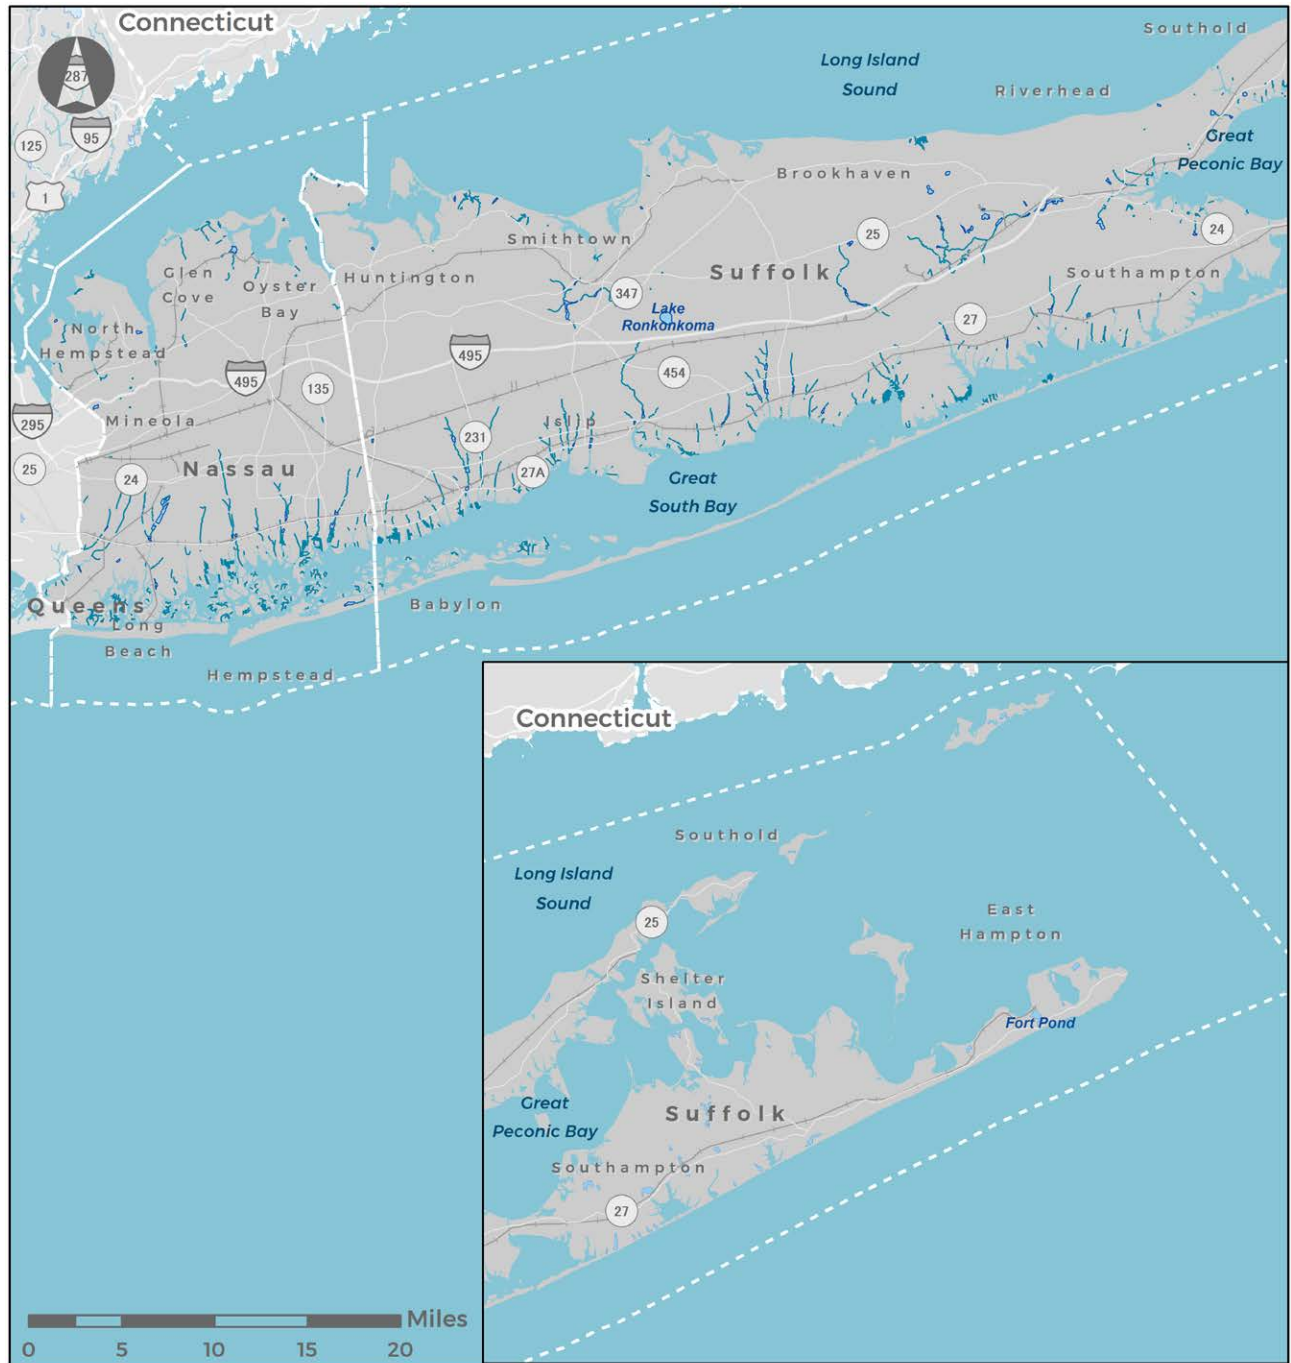 Connecticut
Southold
Long Island
Sound
287
Riverhead
95
125
Great
Peconic Bay
Brookhaven
1
24
25
Smithtown
Suffolk
Southampton
Glen
Cove
Oyster
Bay
Huntington
347
Lake
Ronkonkoma
27
North
Hempstead
495
495
454
135
295
Mineola
Islip
231
25
Nassau
24
27A
Great
South Bay
Queens
Long
Beach
Babylon
Hempstead
Connecticut
Southold
Long Island
Sound
25
East
Hampton
Shelter
Island
Fort Pond
Great
Peconic Bay
Suffolk
Southampton
27
Miles
0 5 10 15 20